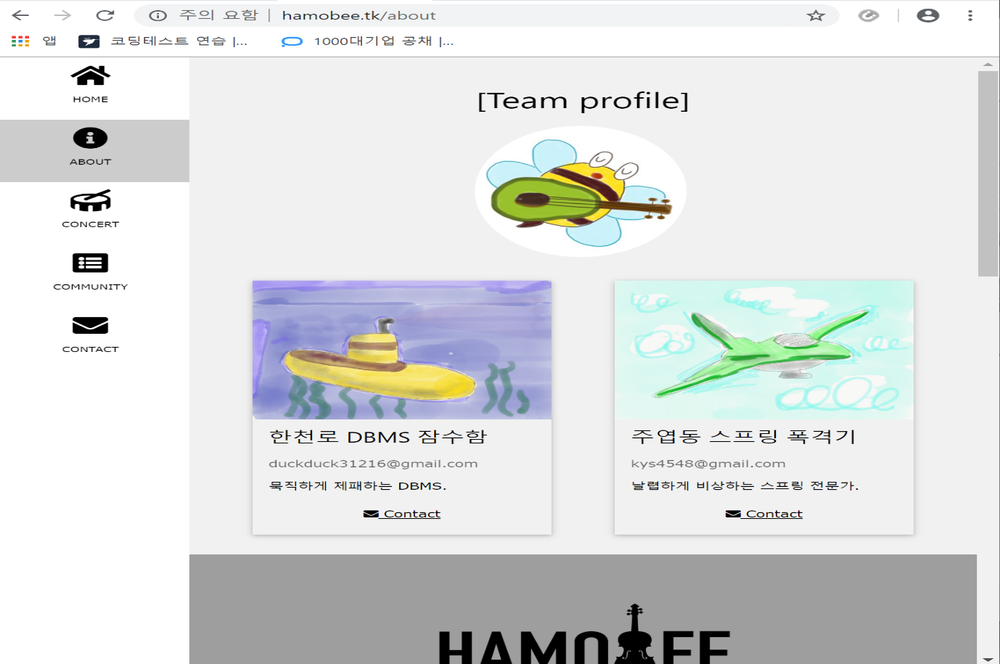 주의 요함 | hamobee.tk/about
앱 코딩테스트 연습 |... 1000대기업 공채 |...
HOME
ABOUT
CONCERT
COMMUNITY
CONTACT
[Team profile]
한천로 DBMS 잠수함
duckduck31216@gmail.com
묵직하게 제패하는 DBMS.
Contact
주엽동 스프링 폭격기
kys4548@gmail.com
날렵하게 비상하는 스프링 전문가.
Contact
HAMOBEE